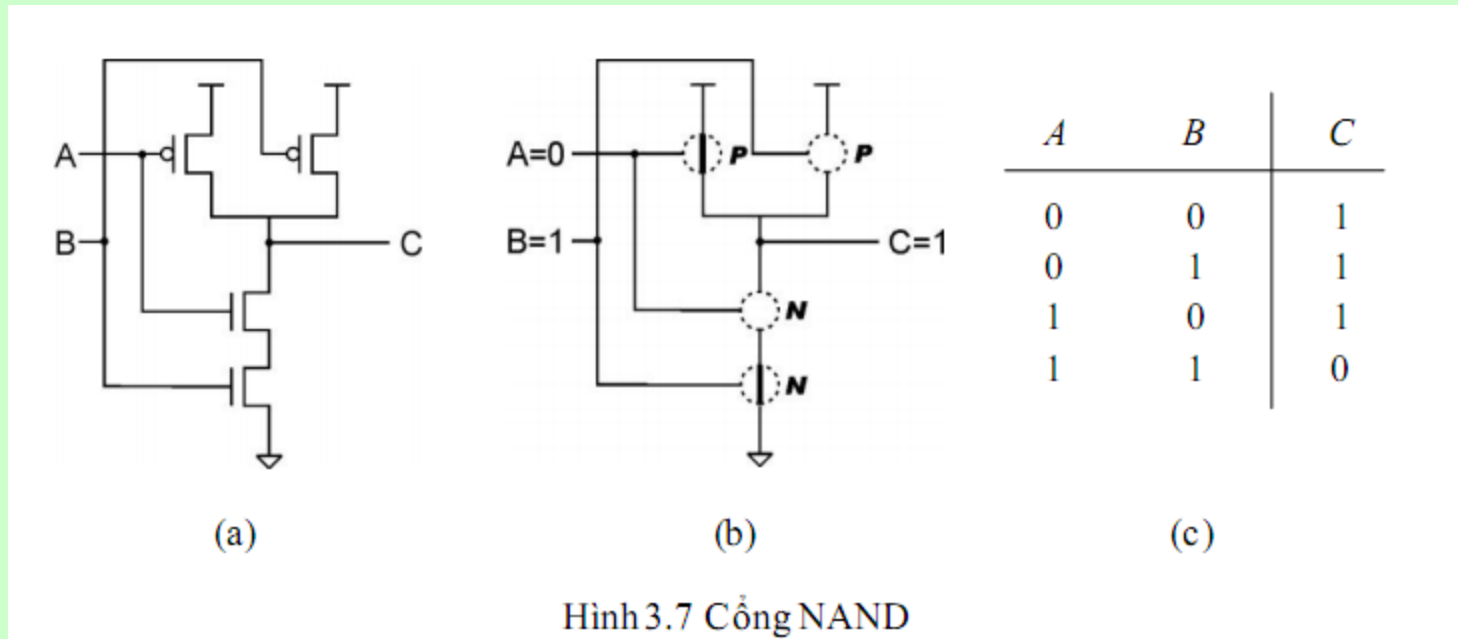 A
B
C
A=0
P
P
B=1
C=1
N
N
A B C
0 0 1
0 1 1
1 0 1
1 1 0
(a) (b) (c)
Hình 3.7 Cổng NAND